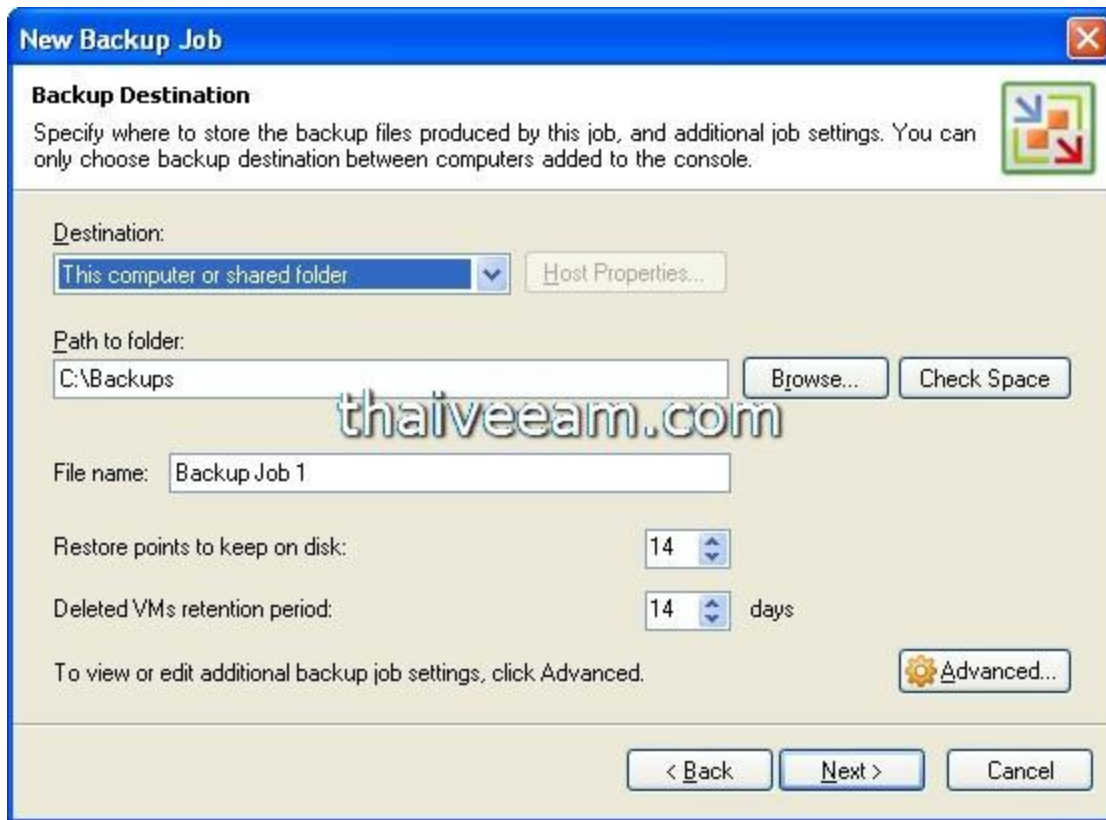 New Backup Job
Backup Destination
Specify where to store the backup files produced by this job, and additional job settings. You can
only choose backup destination between computers added to the console.
Destination:
This computer or shared folder
Host Properties...
Path to folder:
C:\Backups
Browse...
Check Space
thaiveeam.com
File name:
Backup Job 1
Restore points to keep on disk:
14
Deleted VMs retention period:
14
days
To view or edit additional backup job settings, click Advanced.
Advanced...
< Back
Next >
Cancel